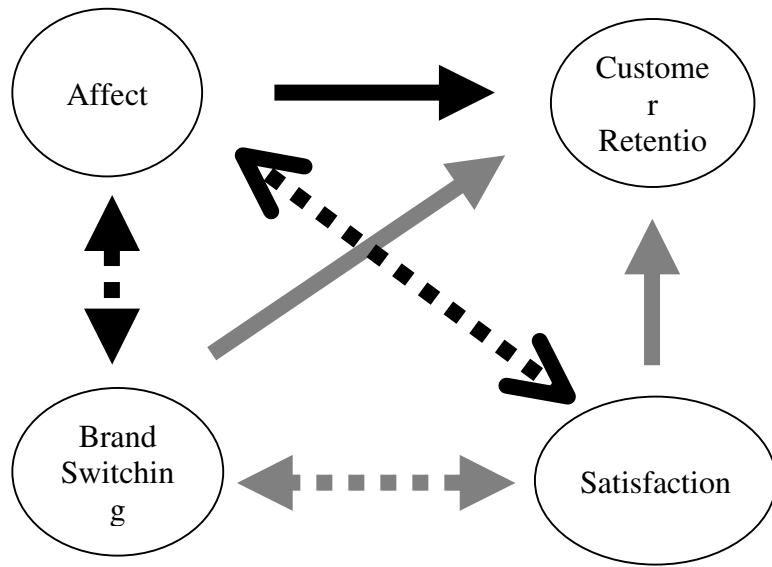 Affect
Custome
r
Retentio
Brand
Switchin
g
Satisfaction